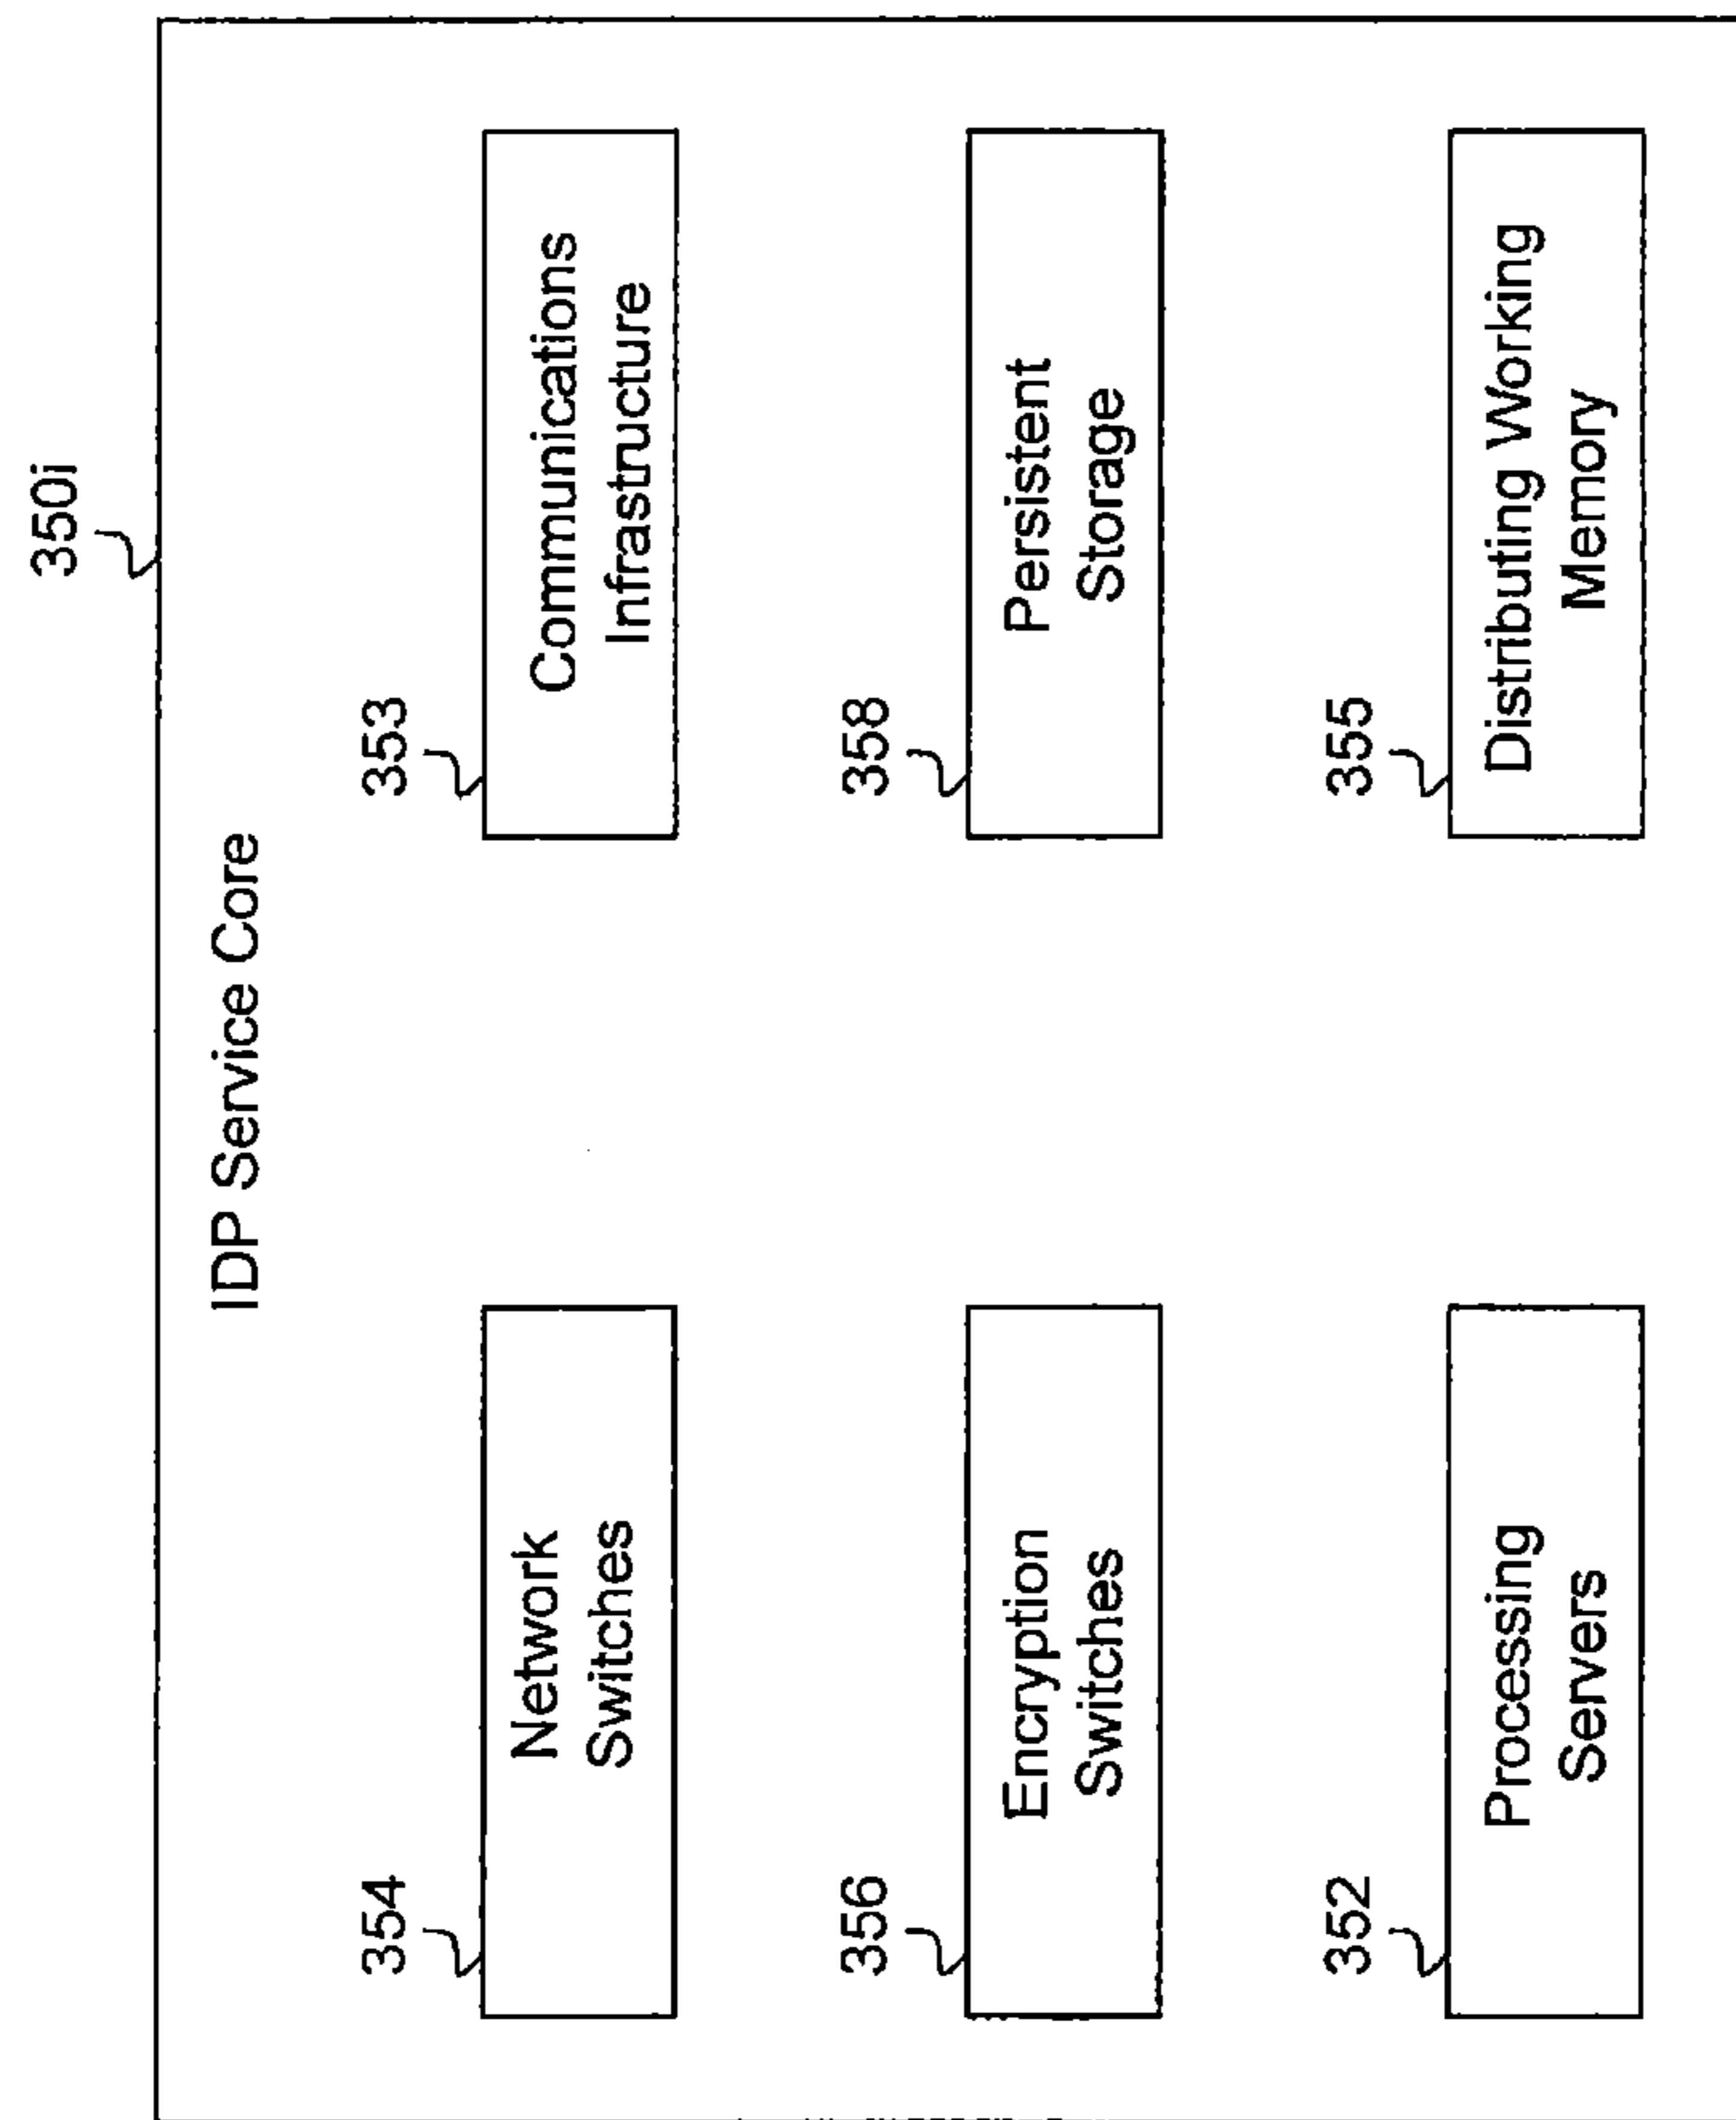 350i
IDP Service Core
354
Network
Switches
353
Communications
Infrastructure
356
Encryption
Switches
358
Persistent
Storage
352
Processing
Servers
355
Distributing Working
Memory